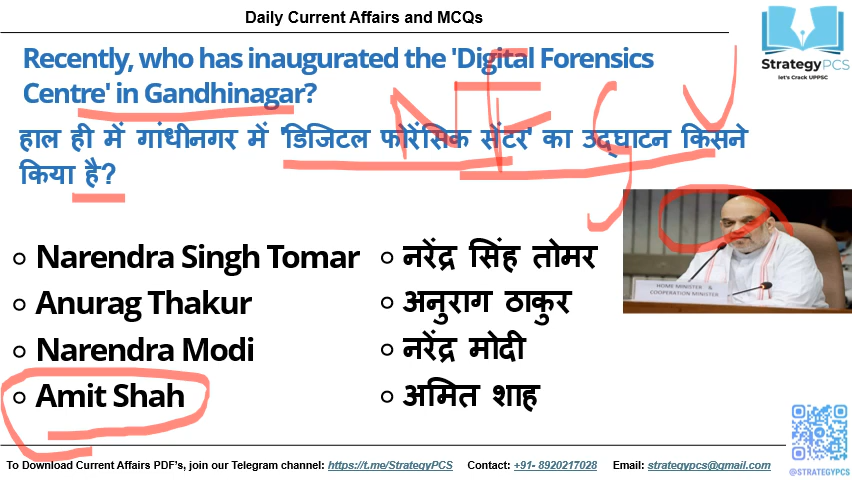 Daily Current Affairs and MCQs
StrategyPCS
let's Crack UPPSC
Recently, who has inaugurated the 'Digital Forensics
Centre' in Gandhinagar?
NFSU
हाल ही में गांधीनगर में 'डिजिटल फोरेंसिक सेंटर' का उद्घाटन किसने
किया है?
HOME MINISTER &
COOPERATION MINISTER
Narendra Singh Tomar
Anurag Thakur
Narendra Modi
Amit Shah
नरेंद्र सिंह तोमर
अनुराग ठाकुर
नरेंद्र मोदी
अमित शाह
@STRATEGYPCS
To Download Current Affairs PDF's, join our Telegram channel: https://t.me/StrategyPCS Contact: +91- 8920217028 Email: strategypcs@gmail.com